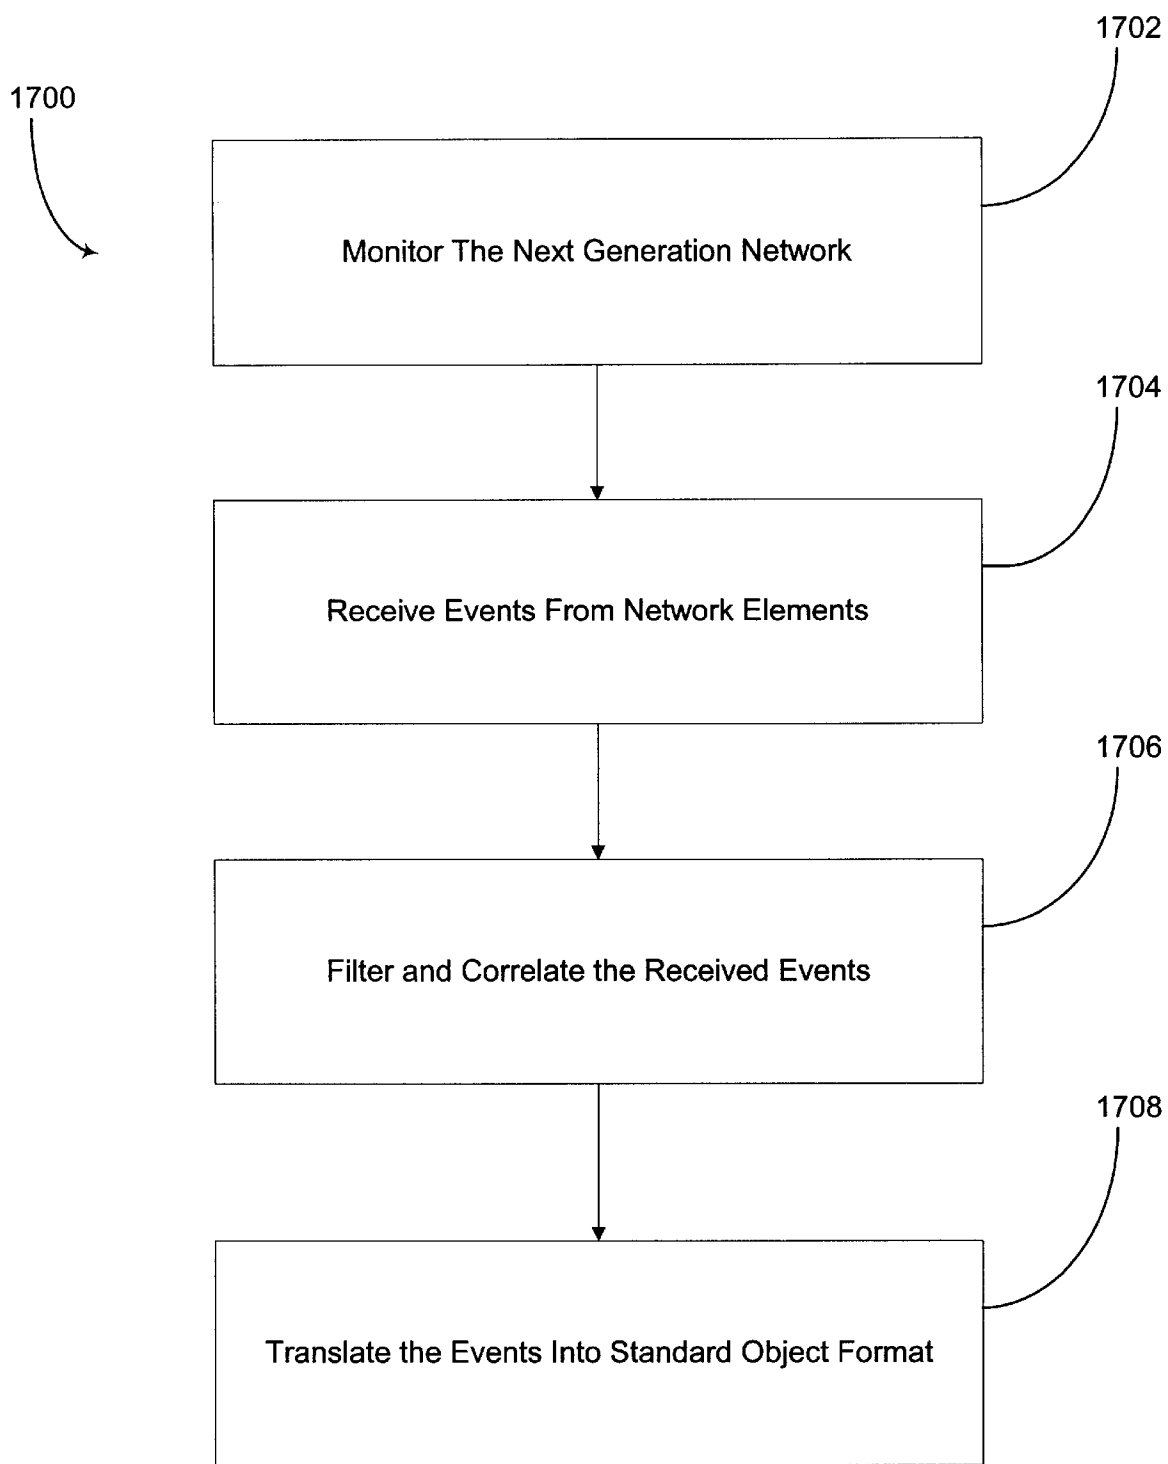 1702
1700
Monitor The Next Generation Network
1704
Receive Events From Network Elements
1706
Filter and Correlate the Received Events
1708
Translate the Events Into Standard Object Format